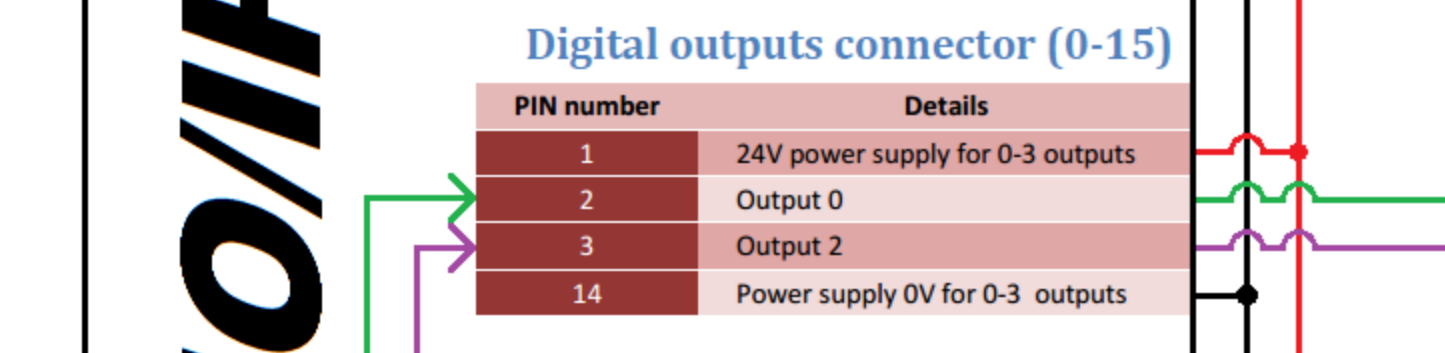 Digital outputs connector (0-15)
PIN number Details
1 24V power supply for 0-3 outputs
2 Output 0
3 Output 2
14 Power supply 0V for 0-3 outputs